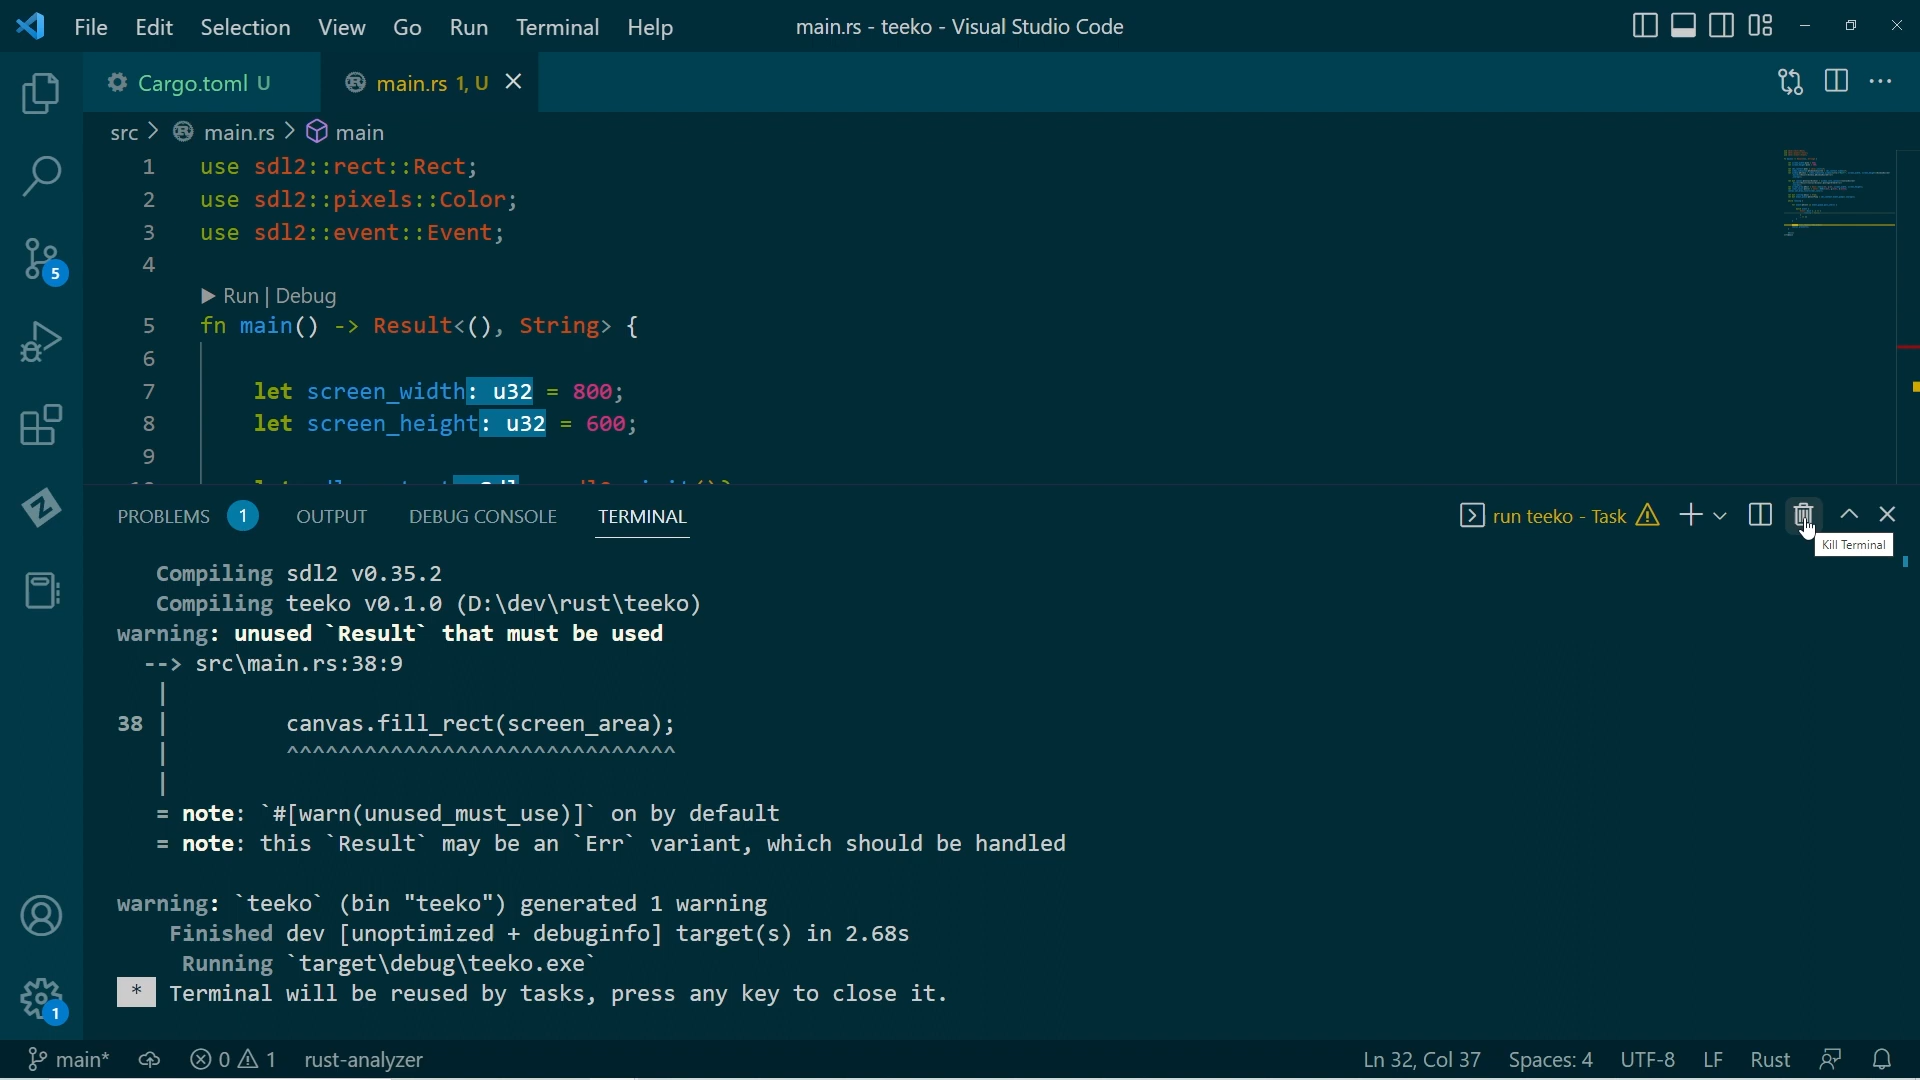 File Edit Selection View Go Run Terminal Help main.rs - teeko - Visual Studio Code
Cargo.toml U main.rs 1, U
src > main.rs > main
1 use sdl2::rect::Rect;
2 use sdl2::pixels::Color;
3 use sdl2::event::Event;
4
Run | Debug
5 fn main() -> Result<(), String> {
6
7 let screen_width: u32 = 800;
8 let screen_height: u32 = 600;
9
5
PROBLEMS 1 OUTPUT DEBUG CONSOLE TERMINAL run teeko - Task
Kill Terminal
Compiling sdl2 v0.35.2
Compiling teeko v0.1.0 (D:\dev\rust\teeko)
warning: unused `Result` that must be used
--> src\main.rs:38:9
|
38 | canvas.fill_rect(screen_area);
| ^^^^^^^^^^^^^^^^^^^^^^^^^^^^^^
|
= note: `#[warn(unused_must_use)]` on by default
= note: this `Result` may be an `Err` variant, which should be handled
warning: `teeko` (bin "teeko") generated 1 warning
Finished dev [unoptimized + debuginfo] target(s) in 2.68s
Running `target\debug\teeko.exe`
* Terminal will be reused by tasks, press any key to close it.
1
main* 0 1 rust-analyzer Ln 32, Col 37 Spaces: 4 UTF-8 LF Rust